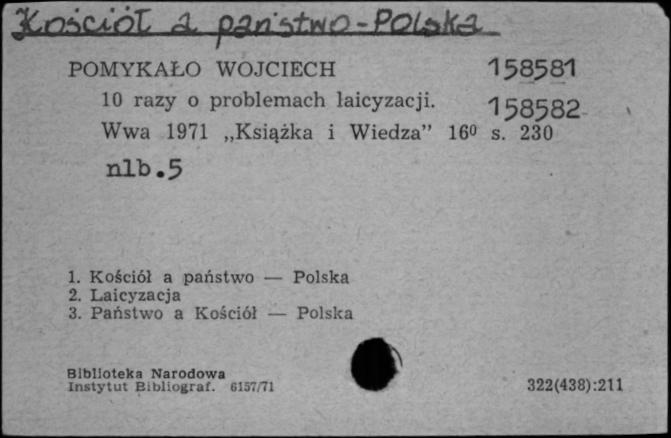 Kościół a państwo-Polska
POMYKAŁO WOJCIECH 158581
10 razy o problemach laicyzacji. 158582
Wwa 1971 „Książka i Wiedza” 16⁰ s. 230
nlb.5
1. Kościół a państwo — Polska
2. Laicyzacja
3. Państwo a Kościół — Polska
Biblioteka Narodowa
Instytut Bibliograf. 6157/71 322(438):211